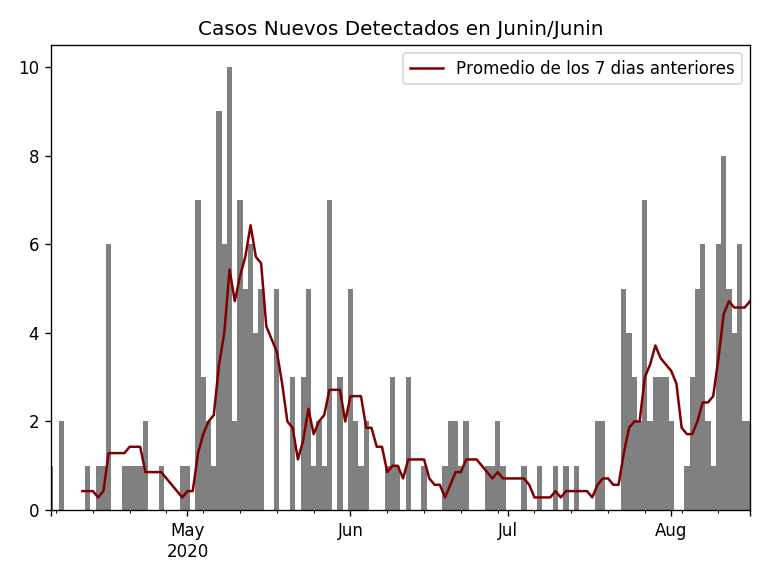 Casos Nuevos Detectados en Junin/Junin
Promedio de los 7 dias anteriores
10
8
6
4
2
0
May
2020
Jun
Jul
Aug